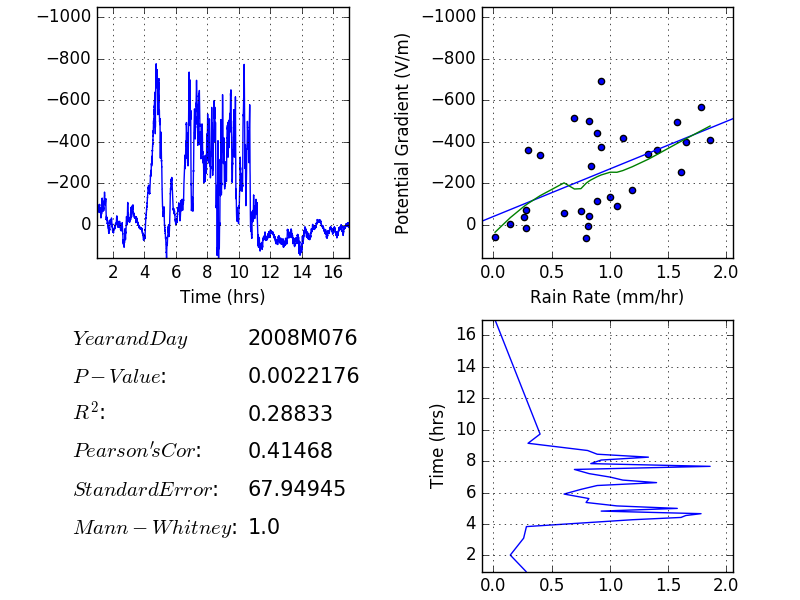 −1000
−800
−600
−400
−200
0
2 4 6 8 10 12 14 16
Time (hrs)
Potential Gradient (V/m)
−1000
−800
−600
−400
−200
0
0.0 0.5 1.0 1.5 2.0
Rain Rate (mm/hr)
YearandDay 2008M076
P−Value: 0.0022176
R²: 0.28833
Pearson'sCor: 0.41468
StandardError: 67.94945
Mann−Whitney: 1.0
Time (hrs)
16
14
12
10
8
6
4
2
0.0 0.5 1.0 1.5 2.0